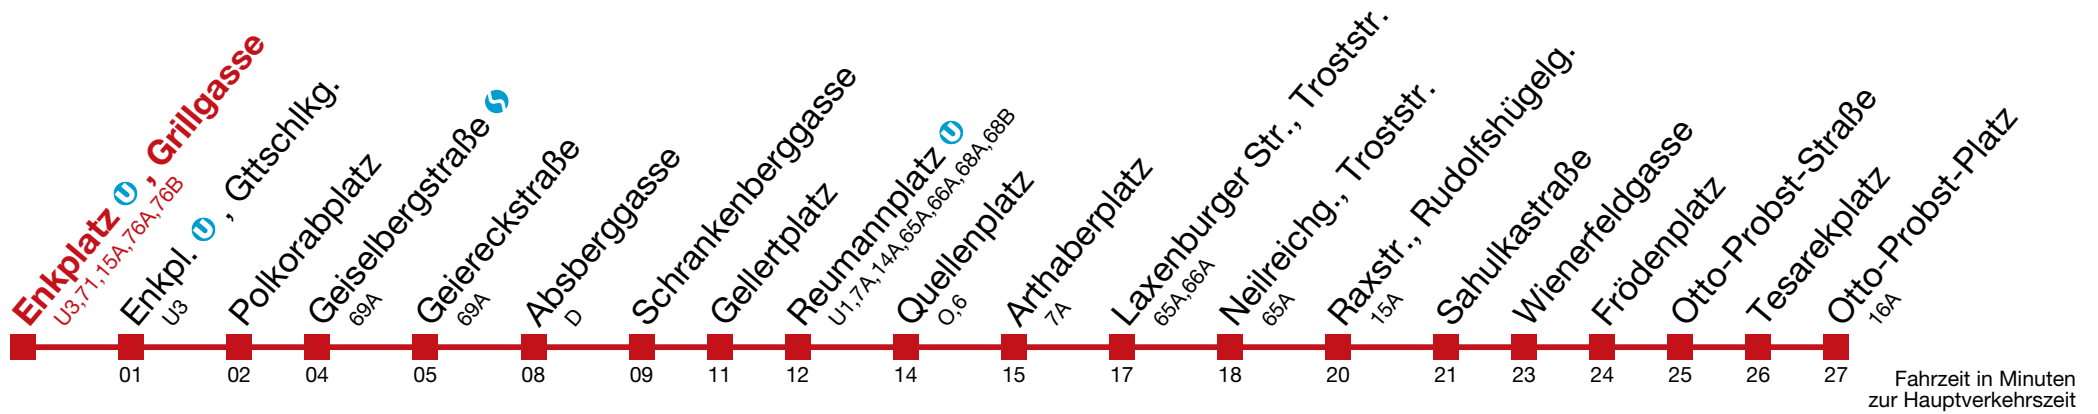 Enkplatz U, Grillgasse
U3,71,15A,76A,76B
Enkpl. U, Gttschlkg.
U3
Polkorabplatz
Geiselbergstraße S
69A
Geiereckstraße
69A
Absberggasse
D
Schrankenberggasse
Gellertplatz
Reumannplatz U
U1,7A,14A,65A,66A,68A,68B
Quellenplatz
O,6
Arthaberplatz
7A
Laxenburger Str., Troststr.
65A,66A
Neilreichg., Troststr.
65A
Raxstr., Rudolfshügelg.
15A
Sahulkastraße
Wienerfeldgasse
Frödenplatz
Otto-Probst-Straße
Tesarekplatz
Otto-Probst-Platz
16A
01 02 04 05 08 09 11 12 14 15 17 18 20 21 23 24 25 26 27
Fahrzeit in Minuten
zur Hauptverkehrszeit